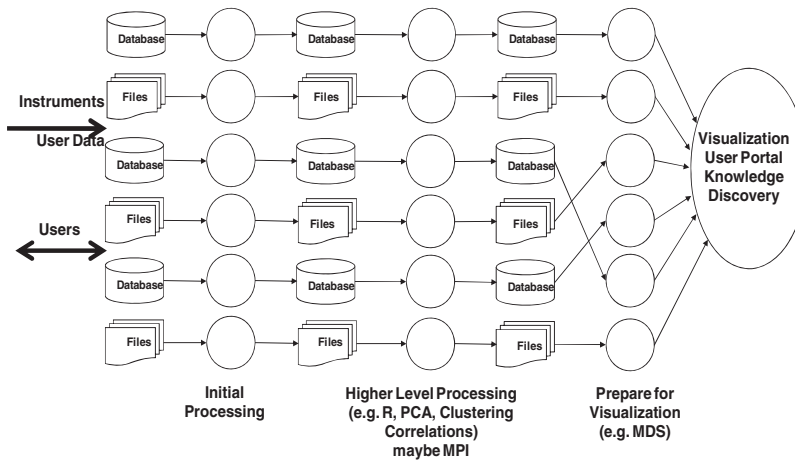 Database Database Database
Files Files Files
Instruments
User Data
Database Database Database
Visualization
User Portal
Knowledge
Discovery
Files Files Files
Users
Database Database Database
Files Files Files
Initial
Processing
Higher Level Processing
(e.g. R, PCA, Clustering
Correlations)
maybe MPI
Prepare for
Visualization
(e.g. MDS)